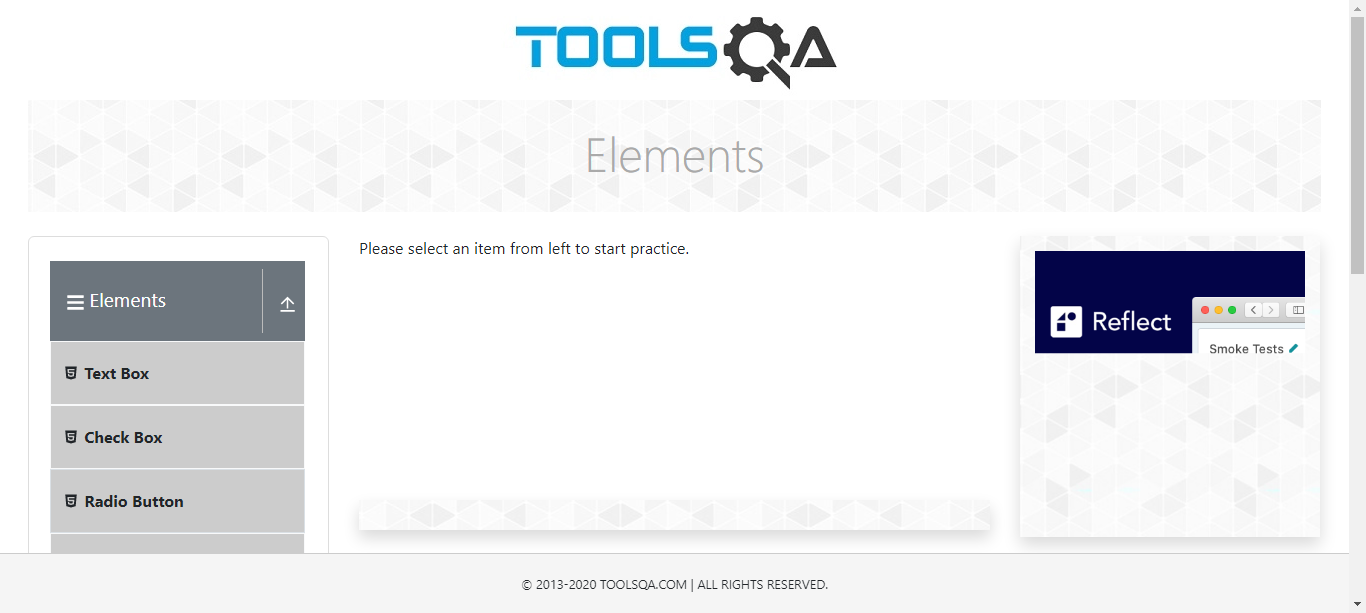 TOOLSQA
Elements
Elements
Text Box
Check Box
Radio Button
Please select an item from left to start practice.
Reflect
Smoke Tests
© 2013-2020 TOOLSQA.COM | ALL RIGHTS RESERVED.